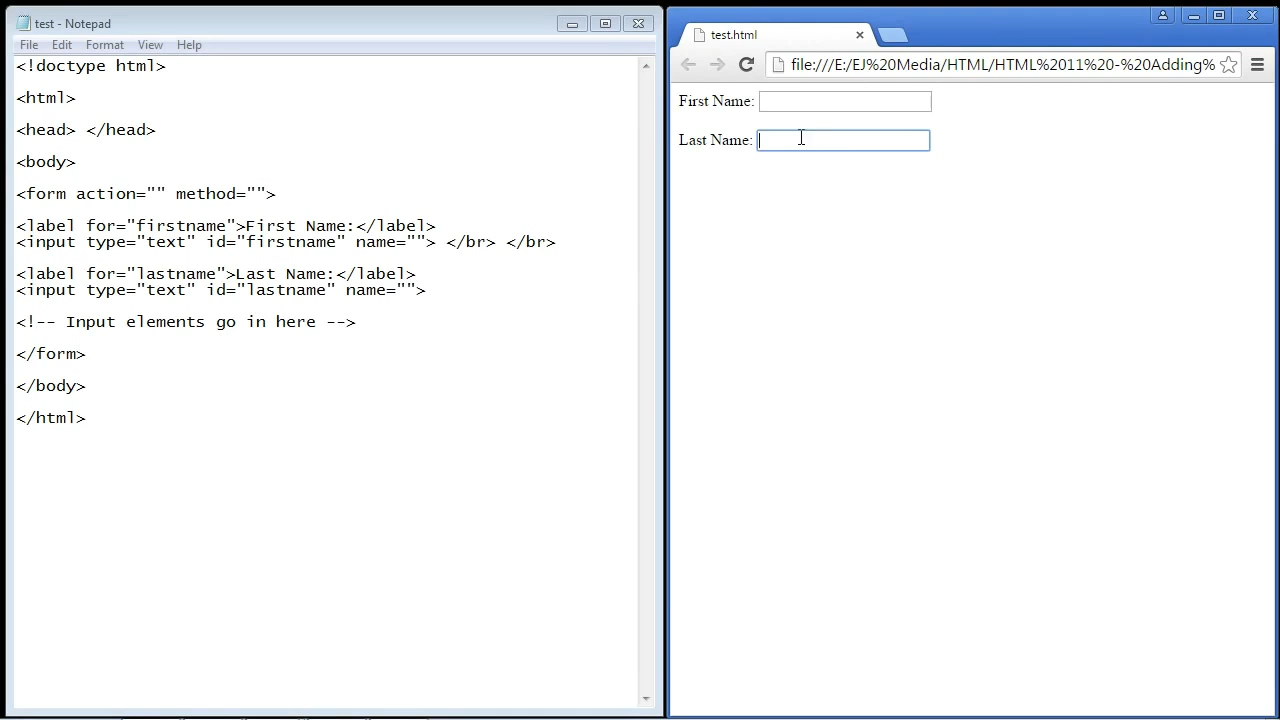 test - Notepad
File Edit Format View Help
<!doctype html>
<html>
<head> </head>
<body>
<form action="" method="">
<label for="firstname">First Name:</label>
<input type="text" id="firstname" name=""> </br> </br>
<label for="lastname">Last Name:</label>
<input type="text" id="lastname" name="">
<!-- Input elements go in here -->
</form>
</body>
</html>
test.html
file:///E:/EJ%20Media/HTML/HTML%2011%20-%20Adding%
First Name:
Last Name: